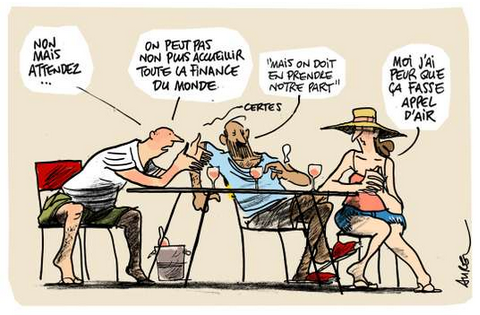 NON
MAIS
ATTENDEZ
...
ON PEUT PAS
NON PLUS ACCUEILLIR
TOUTE LA FINANCE
DU MONDE.
CERTES
"MAIS ON DOIT
EN PRENDRE
NOTRE PART"
MOI J'AI
PEUR QUE
ÇA FASSE
APPEL
D'AIR
AUREL